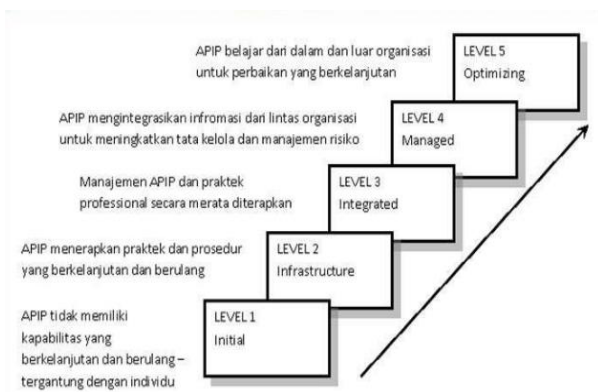 APIP belajar dari dalam dan luar organisasi
untuk perbaikan yang berkelanjutan
LEVEL 5
Optimizing
APIP mengintegrasikan infromasi dari lintas organisasi
untuk meningkatkan tata kelola dan manajemen risiko
LEVEL 4
Managed
Manajemen APIP dan praktek
professional secara merata diterapkan
LEVEL 3
Integrated
APIP menerapkan praktek dan prosedur
yang berkelanjutan dan berulang
LEVEL 2
Infrastructure
APIP tidak memiliki
kapabilitas yang
berkelanjutan dan berulang –
tergantung dengan individu
LEVEL 1
Initial